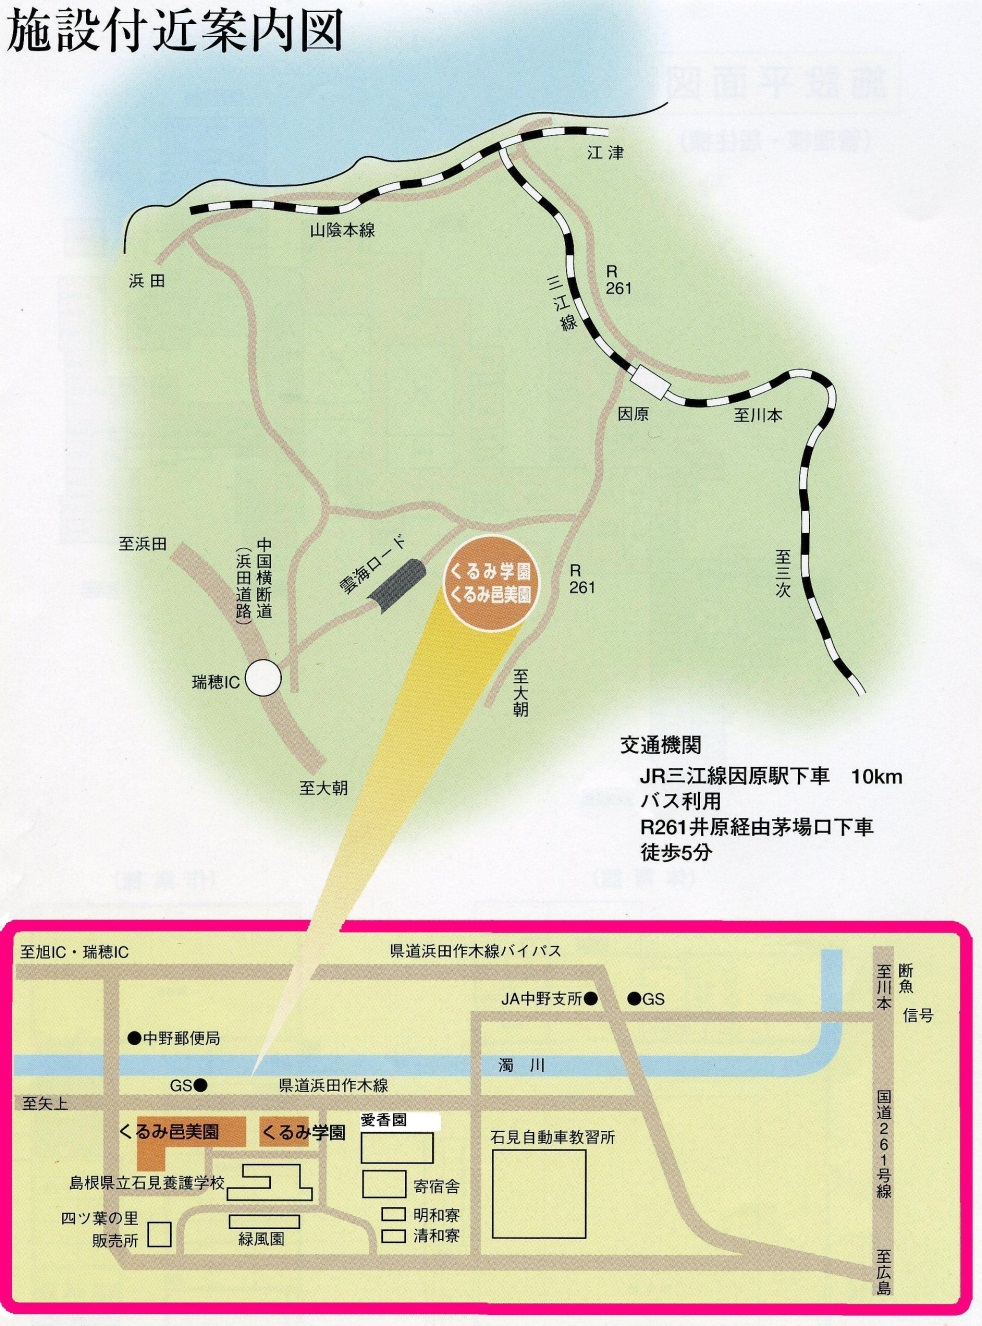 施設付近案内図
江津
山陰本線
浜田
R
261
三江線
因原
至川本
至浜田
中国横断道
（浜田道路）
雲海ロード
くるみ学園
くるみ邑美園
R
261
至三次
瑞穂IC
至大朝
至大朝
交通機関
JR三江線因原駅下車　10km
バス利用
R261井原経由茅場口下車
徒歩5分
至旭IC・瑞穂IC
県道浜田作木線バイパス
至川本
断魚
信号
JA中野支所●
●GS
●中野郵便局
濁　川
GS●
県道浜田作木線
至矢上
くるみ邑美園
くるみ学園
愛香園
石見自動車教習所
国道261号線
島根県立石見養護学校
寄宿舎
四ツ葉の里
販売所
明和寮
清和寮
緑風園
至広島